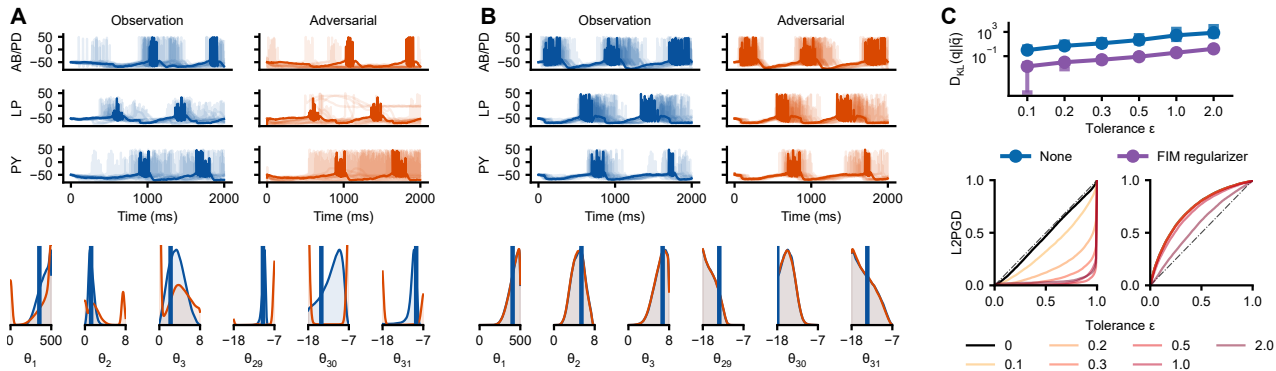 A
Observation
Adversarial
AB/PD
50
0
−50
LP
50
0
−50
PY
50
0
−50
0
1000
2000
0
1000
2000
Time (ms)
Time (ms)
0
500
0
8
0
8
−18
−7
−18
−7
−18
−7
θ1
θ2
θ3
θ29
θ30
θ31
B
Observation
Adversarial
AB/PD
50
0
−50
LP
50
0
−50
PY
50
0
−50
0
1000
2000
0
1000
2000
Time (ms)
Time (ms)
0
500
0
8
0
8
−18
−7
−18
−7
−18
−7
θ1
θ2
θ3
θ29
θ30
θ31
C
DKL(q|q̃)
10³
10⁻¹
0.1
0.2
0.3
0.5
1.0
2.0
Tolerance ε
None
FIM regularizer
L2PGD
1.0
0.5
0.0
0.0
0.5
1.0
1.0
0.5
0.0
0.0
0.5
1.0
Tolerance ε
0
0.2
0.5
2.0
0.1
0.3
1.0